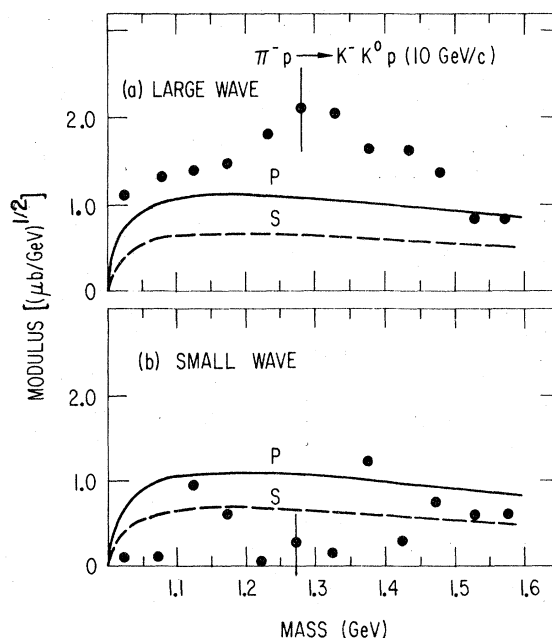 π⁻p → K⁻K⁰p (10 GeV/c)
(a) LARGE WAVE
2.0
P
1.0
S
0
MODULUS [(μb/GeV)^1/2]
(b) SMALL WAVE
2.0
P
1.0
S
0
1.1 1.2 1.3 1.4 1.5 1.6
MASS (GeV)